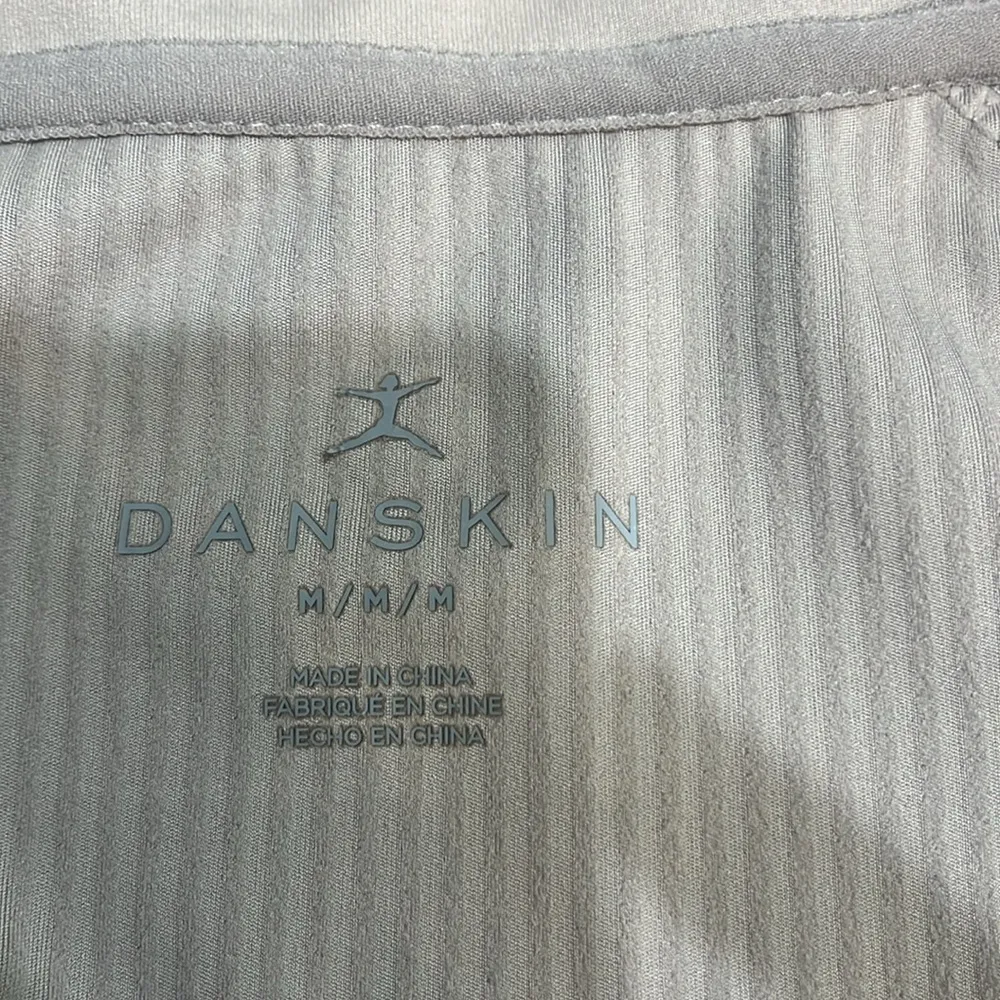 DANSKIN
M/M/M
MADE IN CHINA
FABRIQUÉ EN CHINE
HECHO EN CHINA